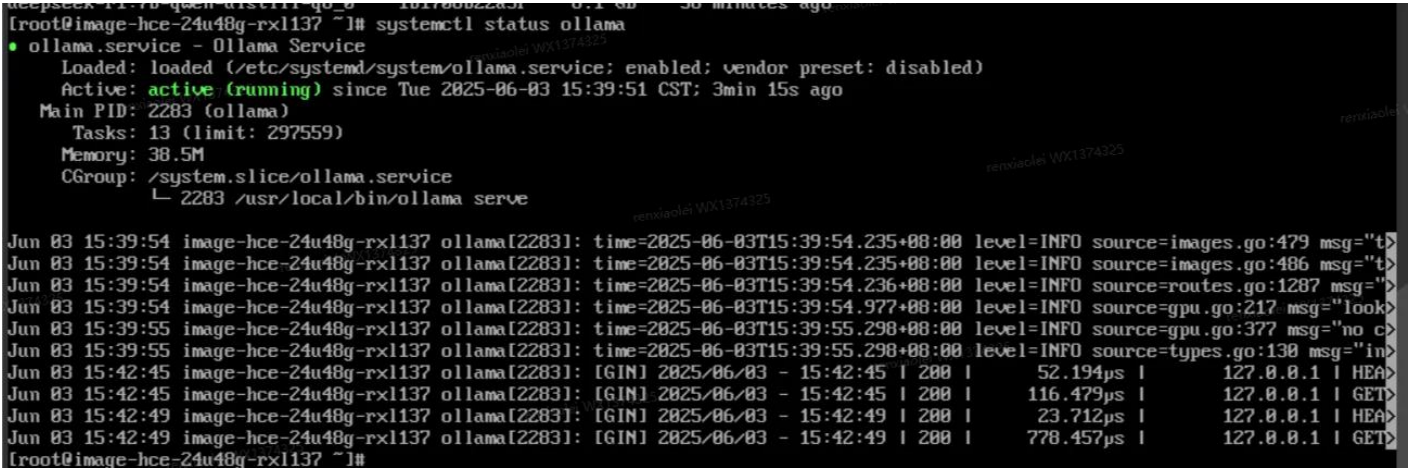 deepseek-r1:7b-qwen-distill-q8_0 8.1 GB 58 minutes ago
[root@image-hce-24u48g-rxl137 ~]# systemctl status ollama
● ollama.service - Ollama Service
Loaded: loaded (/etc/systemd/system/ollama.service; enabled; vendor preset: disabled)
Active: active (running) since Tue 2025-06-03 15:39:51 CST; 3min 15s ago
Main PID: 2283 (ollama)
Tasks: 13 (limit: 297559)
Memory: 38.5M
CGroup: /system.slice/ollama.service
└─ 2283 /usr/local/bin/ollama serve
Jun 03 15:39:54 image-hce-24u48g-rxl137 ollama[2283]: time=2025-06-03T15:39:54.235+08:00 level=INFO source=images.go:479 msg="t>
Jun 03 15:39:54 image-hce-24u48g-rxl137 ollama[2283]: time=2025-06-03T15:39:54.235+08:00 level=INFO source=images.go:486 msg="t>
Jun 03 15:39:54 image-hce-24u48g-rxl137 ollama[2283]: time=2025-06-03T15:39:54.236+08:00 level=INFO source=routes.go:1287 msg=">
Jun 03 15:39:54 image-hce-24u48g-rxl137 ollama[2283]: time=2025-06-03T15:39:54.977+08:00 level=INFO source=gpu.go:217 msg="look>
Jun 03 15:39:55 image-hce-24u48g-rxl137 ollama[2283]: time=2025-06-03T15:39:55.298+08:00 level=INFO source=gpu.go:377 msg="no c>
Jun 03 15:39:55 image-hce-24u48g-rxl137 ollama[2283]: time=2025-06-03T15:39:55.298+08:00 level=INFO source=types.go:130 msg="in>
Jun 03 15:42:45 image-hce-24u48g-rxl137 ollama[2283]: [GIN] 2025/06/03 - 15:42:45 | 200 | 52.194µs | 127.0.0.1 | HEA>
Jun 03 15:42:45 image-hce-24u48g-rxl137 ollama[2283]: [GIN] 2025/06/03 - 15:42:45 | 200 | 116.479µs | 127.0.0.1 | GET>
Jun 03 15:42:49 image-hce-24u48g-rxl137 ollama[2283]: [GIN] 2025/06/03 - 15:42:49 | 200 | 23.712µs | 127.0.0.1 | HEA>
Jun 03 15:42:49 image-hce-24u48g-rxl137 ollama[2283]: [GIN] 2025/06/03 - 15:42:49 | 200 | 778.457µs | 127.0.0.1 | GET>
[root@image-hce-24u48g-rxl137 ~]#
renxiaolei WX1374325
renxiaolei WX1374325
renxiaolei WX1374325